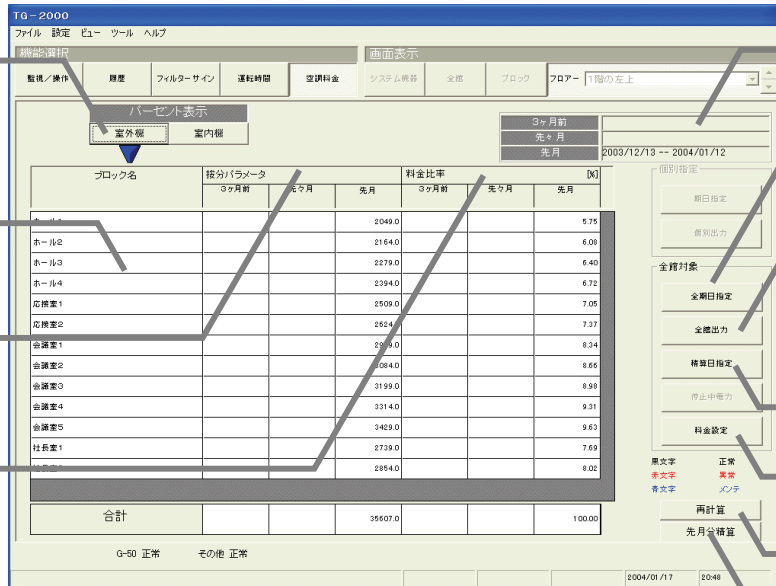 TG-2000
ファイル 設定 ビュー ツール ヘルプ
機能選択 画面表示
監視/操作 履歴 フィルターサイン 運転時間 空調料金 システム機器 全館 ブロック フロアー 1階の左上
パーセント表示
室外機 室内機
3ヶ月前
先々月
先月 2003/12/13 -- 2004/01/12
ブロック名 按分パラメータ 料金比率 [%]
3ヶ月前 先々月 先月 3ヶ月前 先々月 先月
2049.0 5.75
ホール2 2164.0 6.08
ホール3 2279.0 6.40
ホール4 2394.0 6.72
応接室1 2509.0 7.05
応接室2 2624.0 7.37
会議室1 8.34
会議室2 3084.0 8.66
会議室3 3199.0 8.98
会議室4 3314.0 9.31
会議室5 3429.0 9.63
社長室1 2739.0 7.69
2854.0 8.02
合計 35607.0 100.00
個別指定
期日指定
個別出力
全館対象
全期日指定
全館出力
精算日指定
停止中電力
料金設定
黒文字 正常
赤文字 異常
青文字 メンテ
再計算
先月分積算
G-50 正常 その他 正常
2004/01/17 20:48